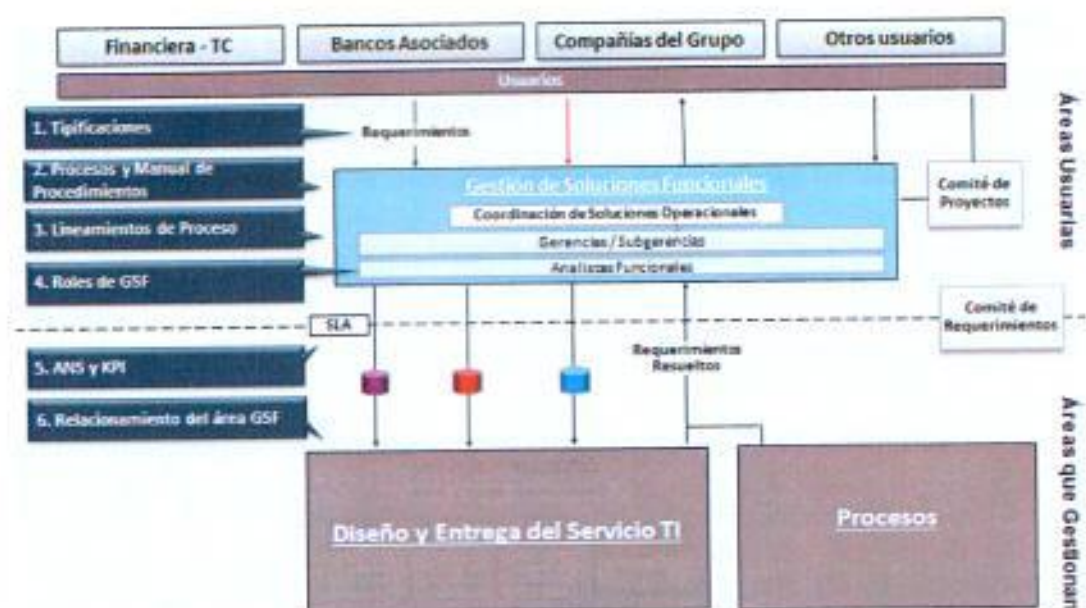 Financiera - TC
Bancos Asociados
Compañías del Grupo
Otros usuarios
Usuarios
1. Tipificaciones
Requerimientos
2. Procesos y Manual de
Procedimientos
3. Lineamientos de Proceso
4. Roles de GSF
Gestión de Soluciones Funcionales
Coordinación de Soluciones Operacionales
Gerencias / Subgerencias
Analistas Funcionales
Comité de
Proyectos
Áreas Usuarias
SLA
Comité de
Requerimientos
5. ANS y KPI
6. Relacionamiento del área GSF
Requerimientos
Resueltos
Diseño y Entrega del Servicio TI
Procesos
Áreas que Gestionan